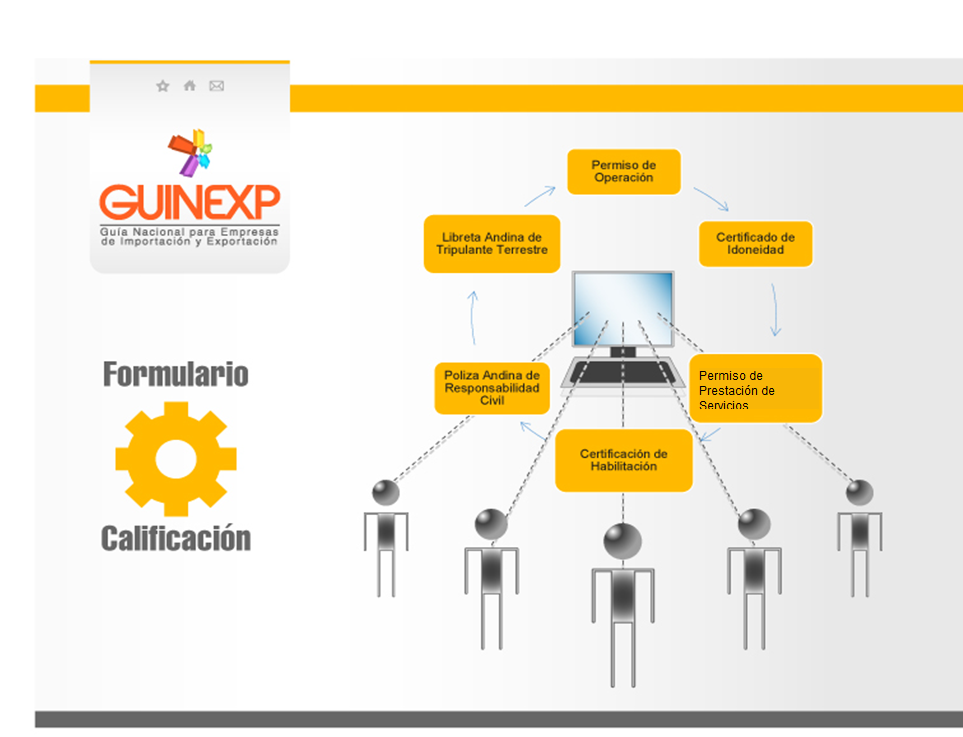 GUINEXP
Guía Nacional para Empresas
de Importación y Exportación
Formulario
Calificación
Permiso de
Operación
Certificado de
Idoneidad
Permiso de
Prestación de
Servicios
Certificación de
Habilitación
Poliza Andina de
Responsabilidad
Civil
Libreta Andina de
Tripulante Terrestre